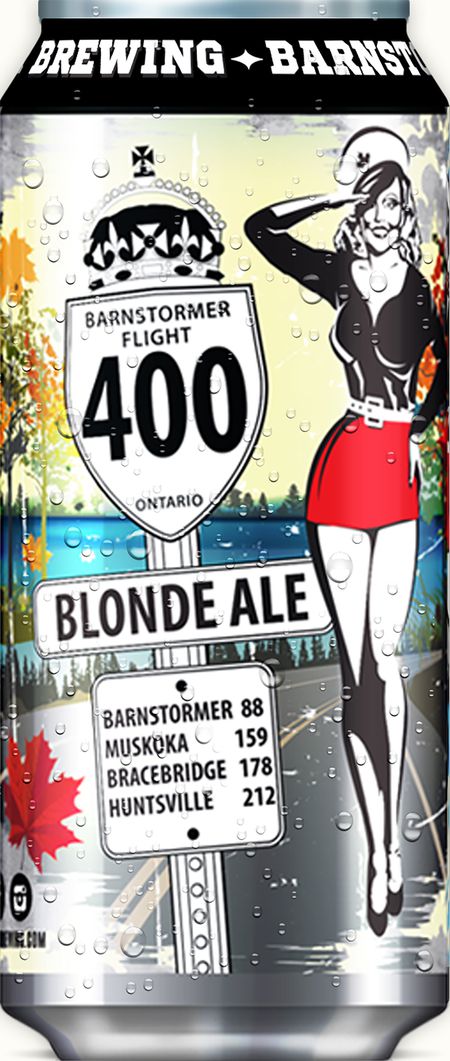 BREWING ✦ BARNST
BARNSTORMER
FLIGHT
400
ONTARIO
BLONDE ALE
BARNSTORMER 88
MUSKOKA 159
BRACEBRIDGE 178
HUNTSVILLE 212